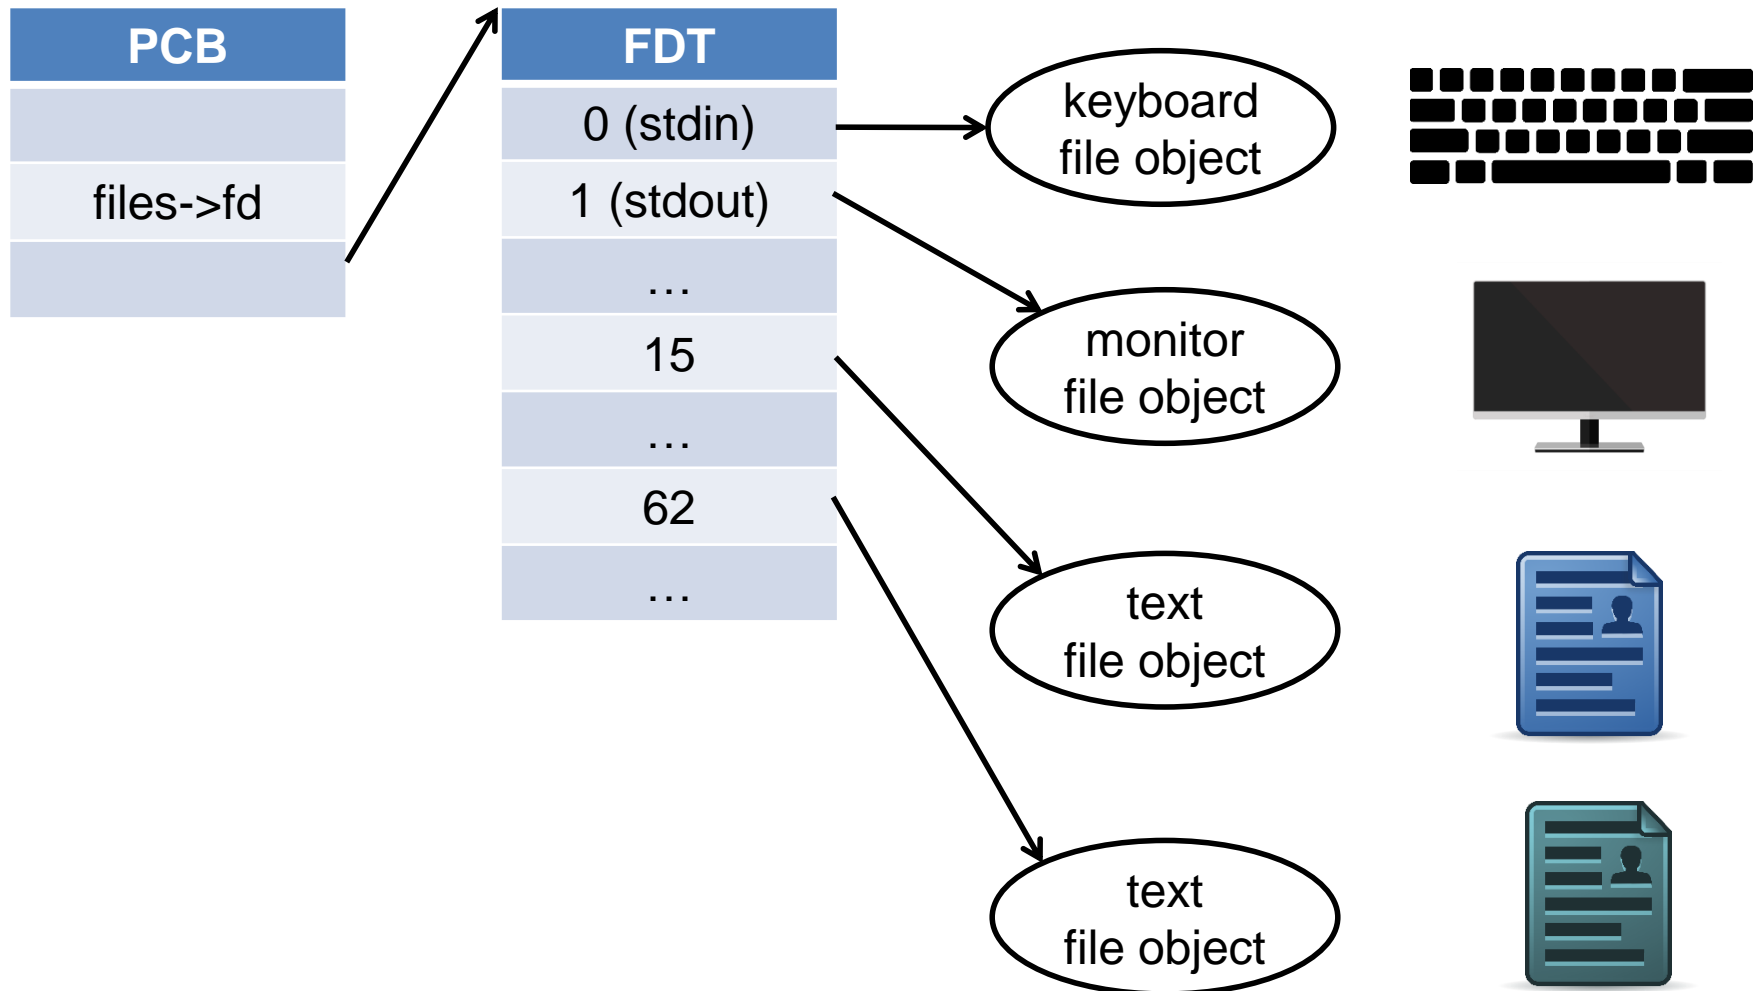 PCB
files->fd
FDT
0 (stdin)
1 (stdout)
…
15
…
62
…
keyboard
file object
monitor
file object
text
file object
text
file object